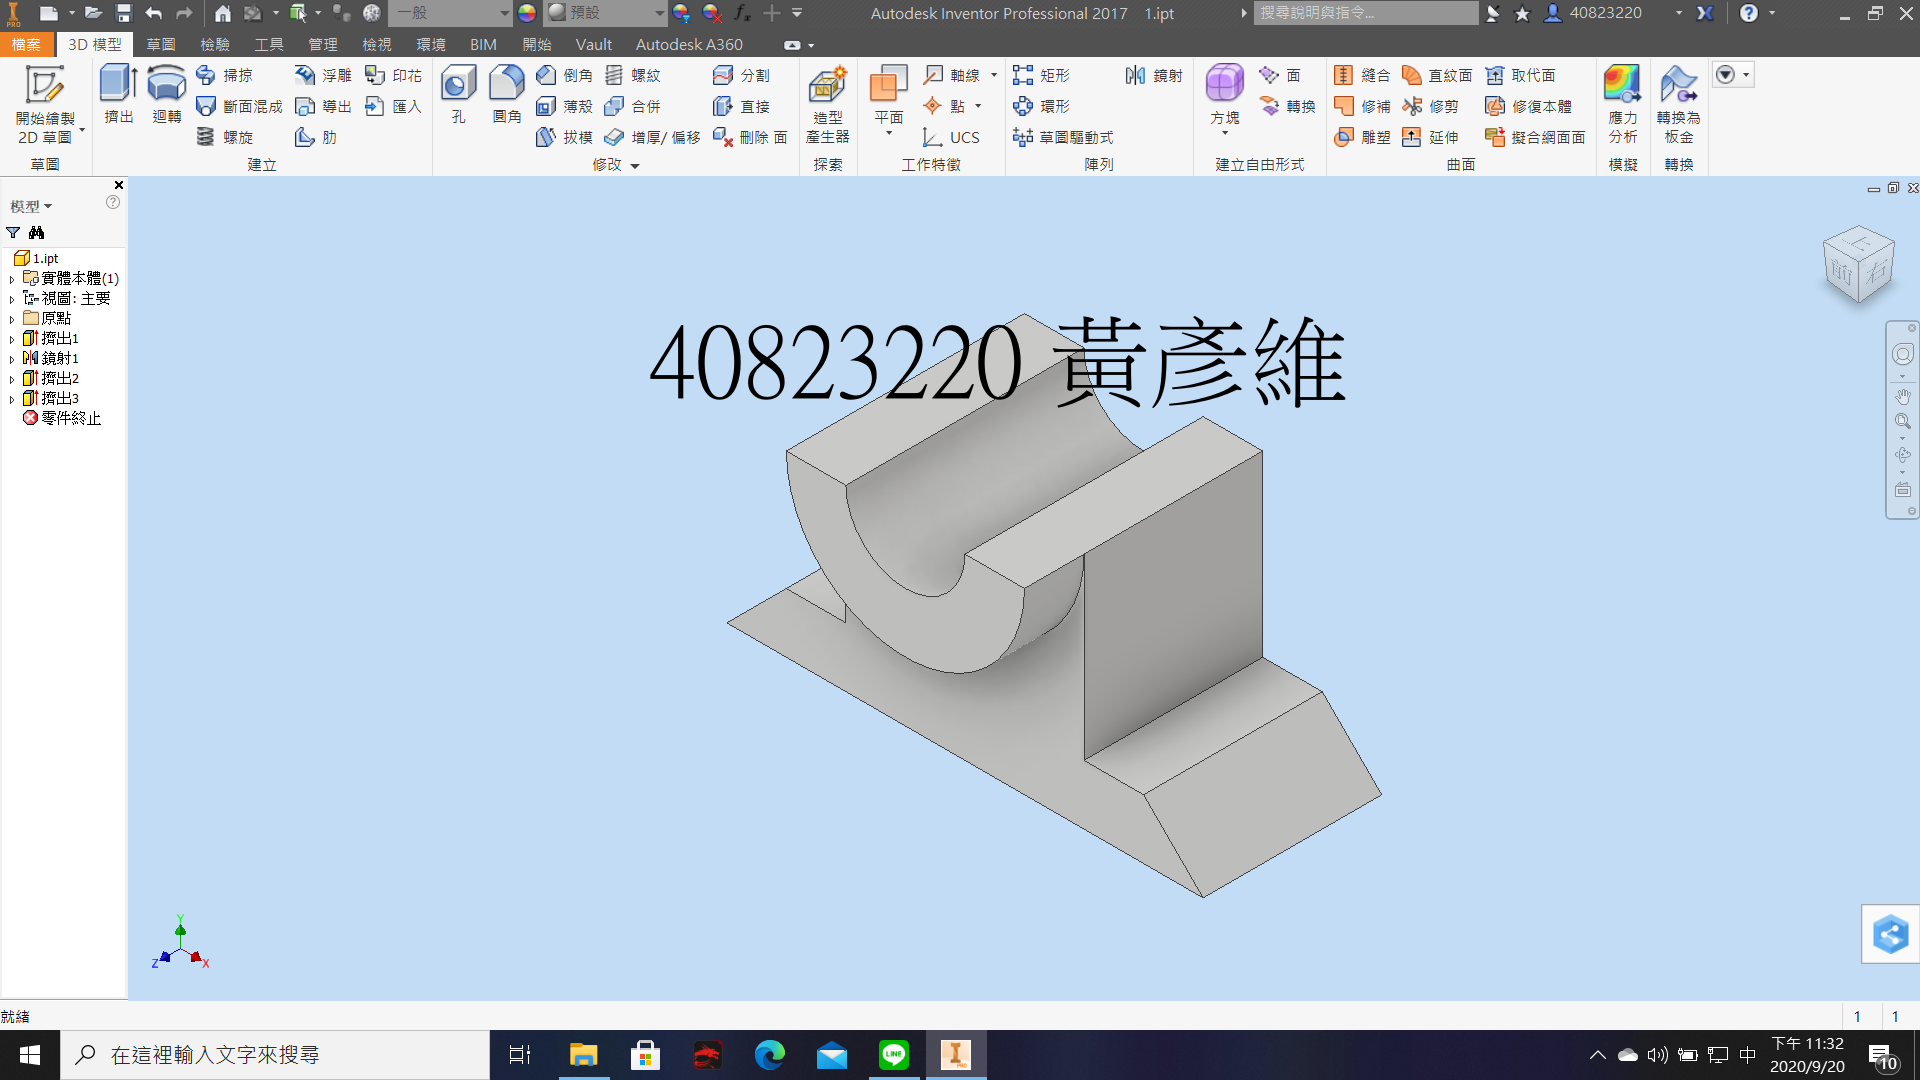 一般
預設
Autodesk Inventor Professional 2017 1.ipt
搜尋說明與指令...
40823220
檔案 3D 模型 草圖 檢驗 工具 管理 檢視 環境 BIM 開始 Vault Autodesk A360
開始繪製
2D 草圖
草圖
擠出
迴轉
掃掠
斷面混成
螺旋
浮雕
導出
肋
印花
匯入
建立
孔
圓角
倒角
薄殼
拔模
螺紋
合併
增厚/ 偏移
分割
直接
刪除 面
修改
造型
產生器
探索
平面
軸線
點
UCS
工作特徵
矩形
環形
草圖驅動式
鏡射
陣列
方塊
面
轉換
建立自由形式
縫合
修補
雕塑
直紋面
修剪
延伸
取代面
修復本體
擬合網面面
曲面
應力
分析
模擬
轉換為
板金
轉換
模型
1.ipt
實體本體(1)
視圖: 主要
原點
擠出1
鏡射1
擠出2
擠出3
零件終止
40823220 黃彥維
上
前
右
Y
Z
X
就緒
1 1
在這裡輸入文字來搜尋
LINE
PRO
中
下午 11:32
2020/9/20
10